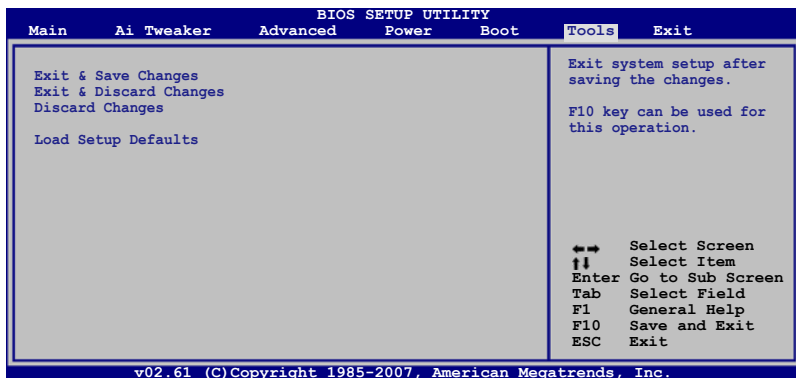 BIOS SETUP UTILITY
Main Ai Tweaker Advanced Power Boot Tools Exit
Exit & Save Changes
Exit & Discard Changes
Discard Changes
Load Setup Defaults
Exit system setup after
saving the changes.
F10 key can be used for
this operation.
←→ Select Screen
↑↓ Select Item
Enter Go to Sub Screen
Tab Select Field
F1 General Help
F10 Save and Exit
ESC Exit
v02.61 (C)Copyright 1985-2007, American Megatrends, Inc.